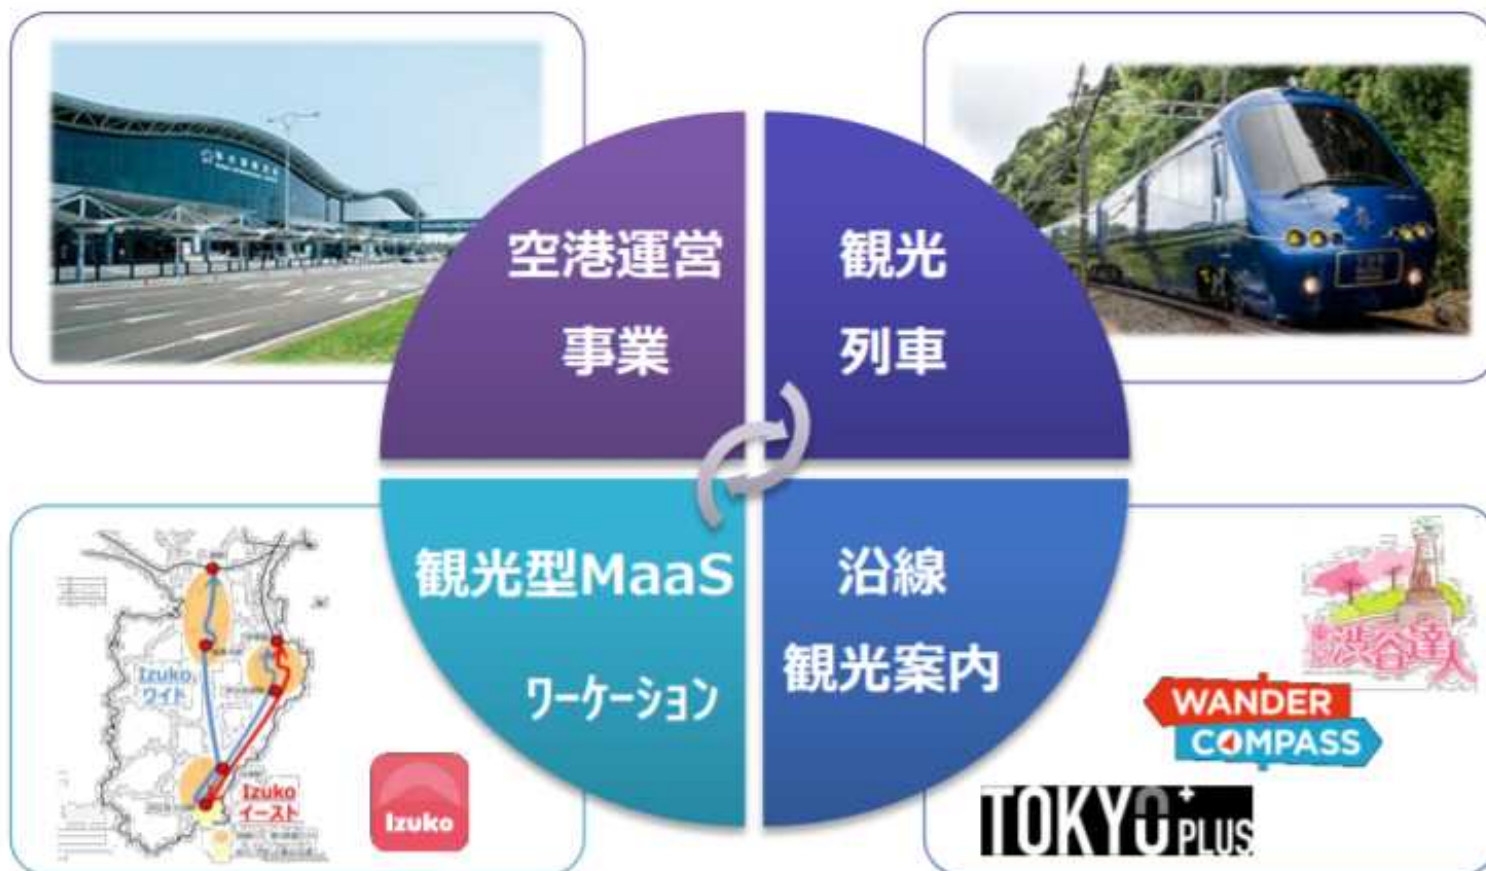 空港運営
事業
観光
列車
観光型MaaS
ワーケーション
沿線
観光案内
Izuko
ワイド
Izuko
イースト
Izuko
渋谷達人
WANDER
COMPASS
TOKYO+
PLUS